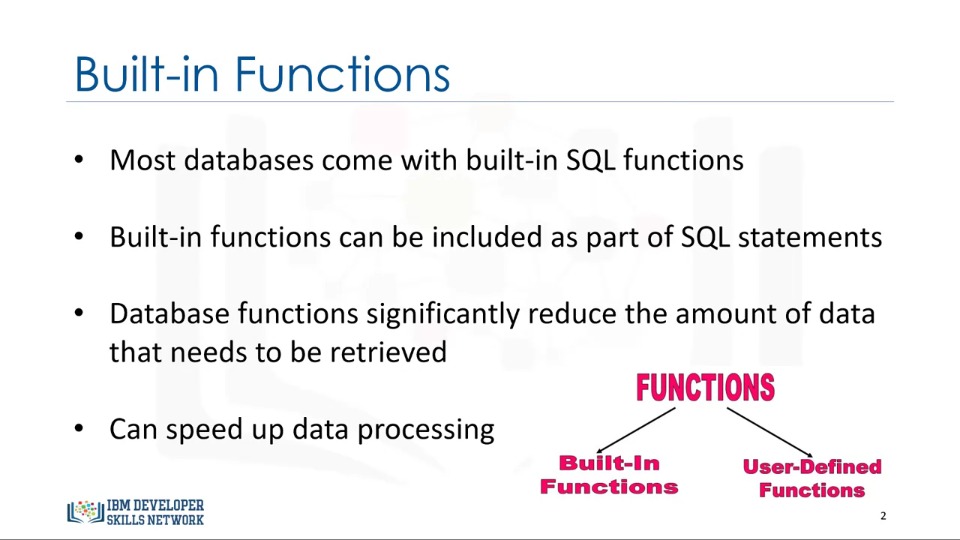 Built-in Functions
• Most databases come with built-in SQL functions
• Built-in functions can be included as part of SQL statements
• Database functions significantly reduce the amount of data
that needs to be retrieved
• Can speed up data processing
FUNCTIONS
Built-In
Functions
User-Defined
Functions
IBM DEVELOPER
SKILLS NETWORK
2